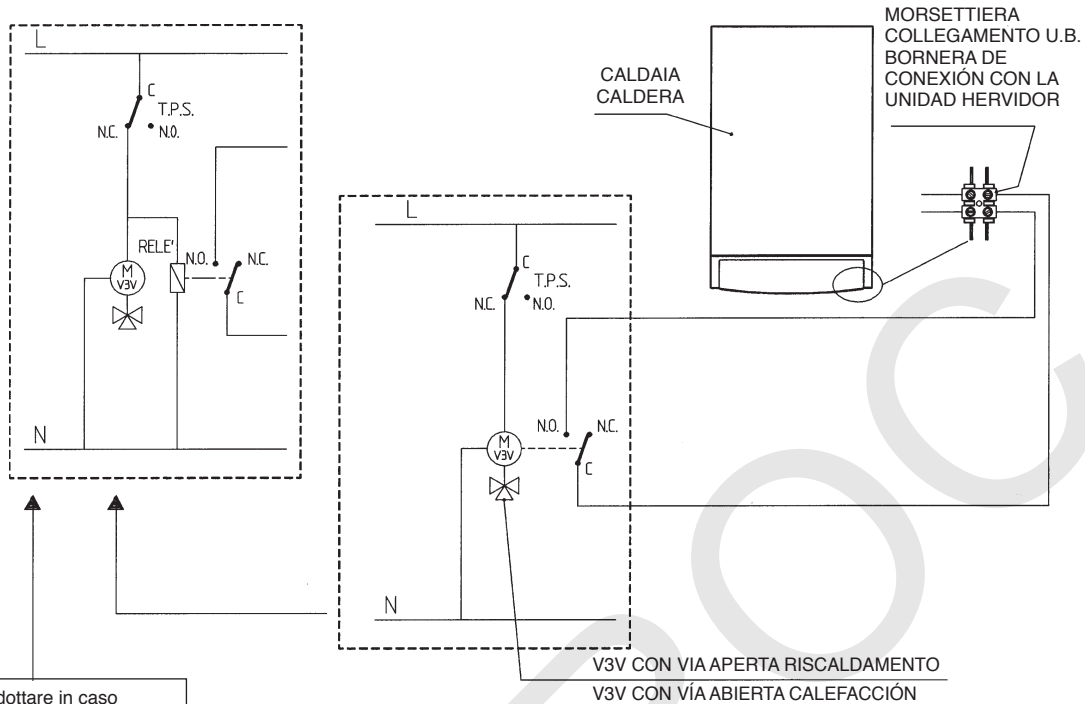 MORSETTIERA
COLLEGAMENTO U.B.
BORNERA DE
CONEXIÓN CON LA
UNIDAD HERVIDOR
CALDAIA
CALDERA
L
C
T.P.S.
N.C.
N.O.
RELE'
N.O.
N.C.
C
M
V3V
N
L
C
T.P.S.
N.C.
N.O.
N.O.
N.C.
C
M
V3V
N
V3V CON VIA APERTA RISCALDAMENTO
V3V CON VÍA ABIERTA CALEFACCIÓN
dottare in caso